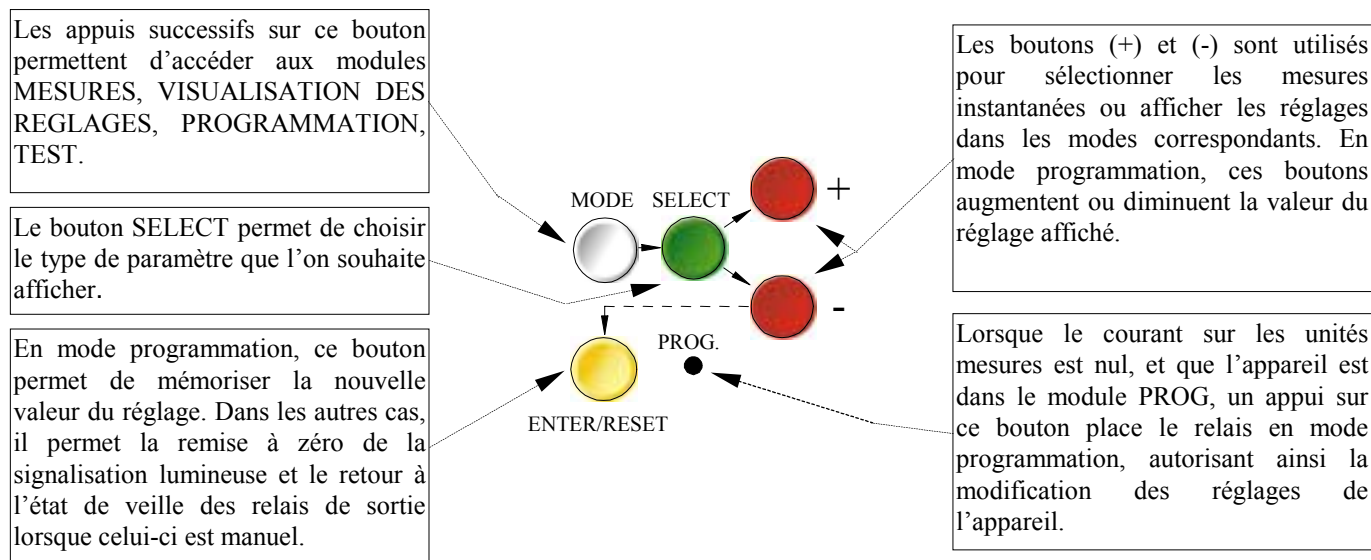 Les appuis successifs sur ce bouton
permettent d'accéder aux modules
MESURES, VISUALISATION DES
REGLAGES, PROGRAMMATION,
TEST.
Le bouton SELECT permet de choisir
le type de paramètre que l'on souhaite
afficher.
En mode programmation, ce bouton
permet de mémoriser la nouvelle
valeur du réglage. Dans les autres cas,
il permet la remise à zéro de la
signalisation lumineuse et le retour à
l'état de veille des relais de sortie
lorsque celui-ci est manuel.
MODE SELECT
+
-
PROG.
ENTER/RESET
Les boutons (+) et (-) sont utilisés
pour sélectionner les mesures
instantanées ou afficher les réglages
dans les modes correspondants. En
mode programmation, ces boutons
augmentent ou diminuent la valeur du
réglage affiché.
Lorsque le courant sur les unités
mesures est nul, et que l'appareil est
dans le module PROG, un appui sur
ce bouton place le relais en mode
programmation, autorisant ainsi la
modification des réglages de
l'appareil.